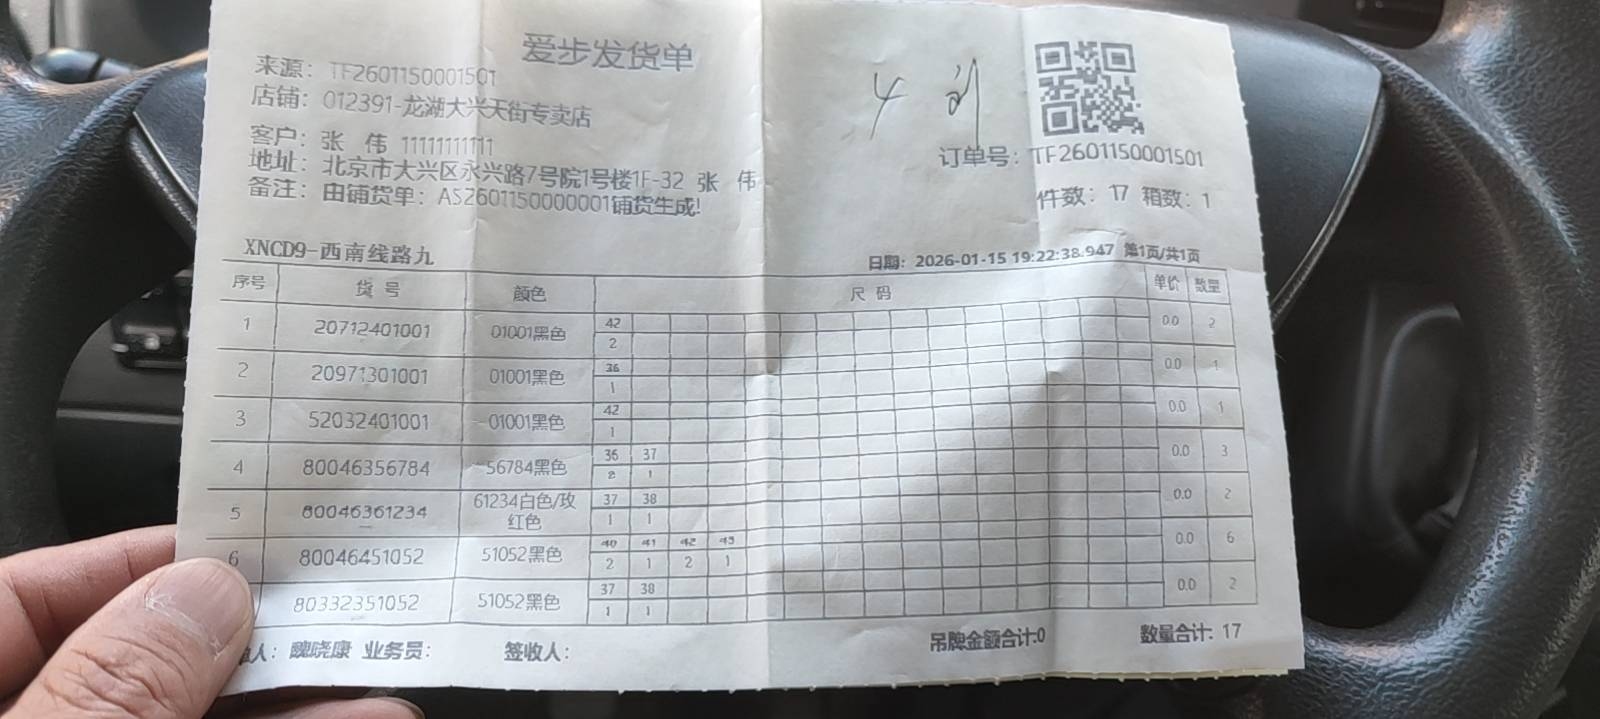 爱步发货单
来源： TF2601150001501
店铺： 012391-龙湖大兴天街专卖店
客户： 张 伟 11111111111
地址： 北京市大兴区永兴路7号院1号楼1F-32 张 伟
备注： 由铺货单：AS2601150000001铺货生成!
订单号： TF2601150001501
件数： 17 箱数： 1
XNCD9-西南线路九
日期： 2026-01-15 19:22:38.947 第1页/共1页
序号 货号 颜色 尺码 单价 数量
1 20712401001 01001黑色 42 0.0 2
2
2 20971301001 01001黑色 36 0.0 1
1
3 52032401001 01001黑色 42 0.0 1
1
4 80046356784 56784黑色 36 37 0.0 3
2 1
5 80046361234 61234白色/玫红色 37 38 0.0 2
1 1
6 80046451052 51052黑色 40 41 42 43 0.0 6
2 1 2 1
80332351052 51052黑色 37 38 0.0 2
1 1
吊牌金额合计:0 数量合计: 17
人： 魏晓康 业务员： 签收人：